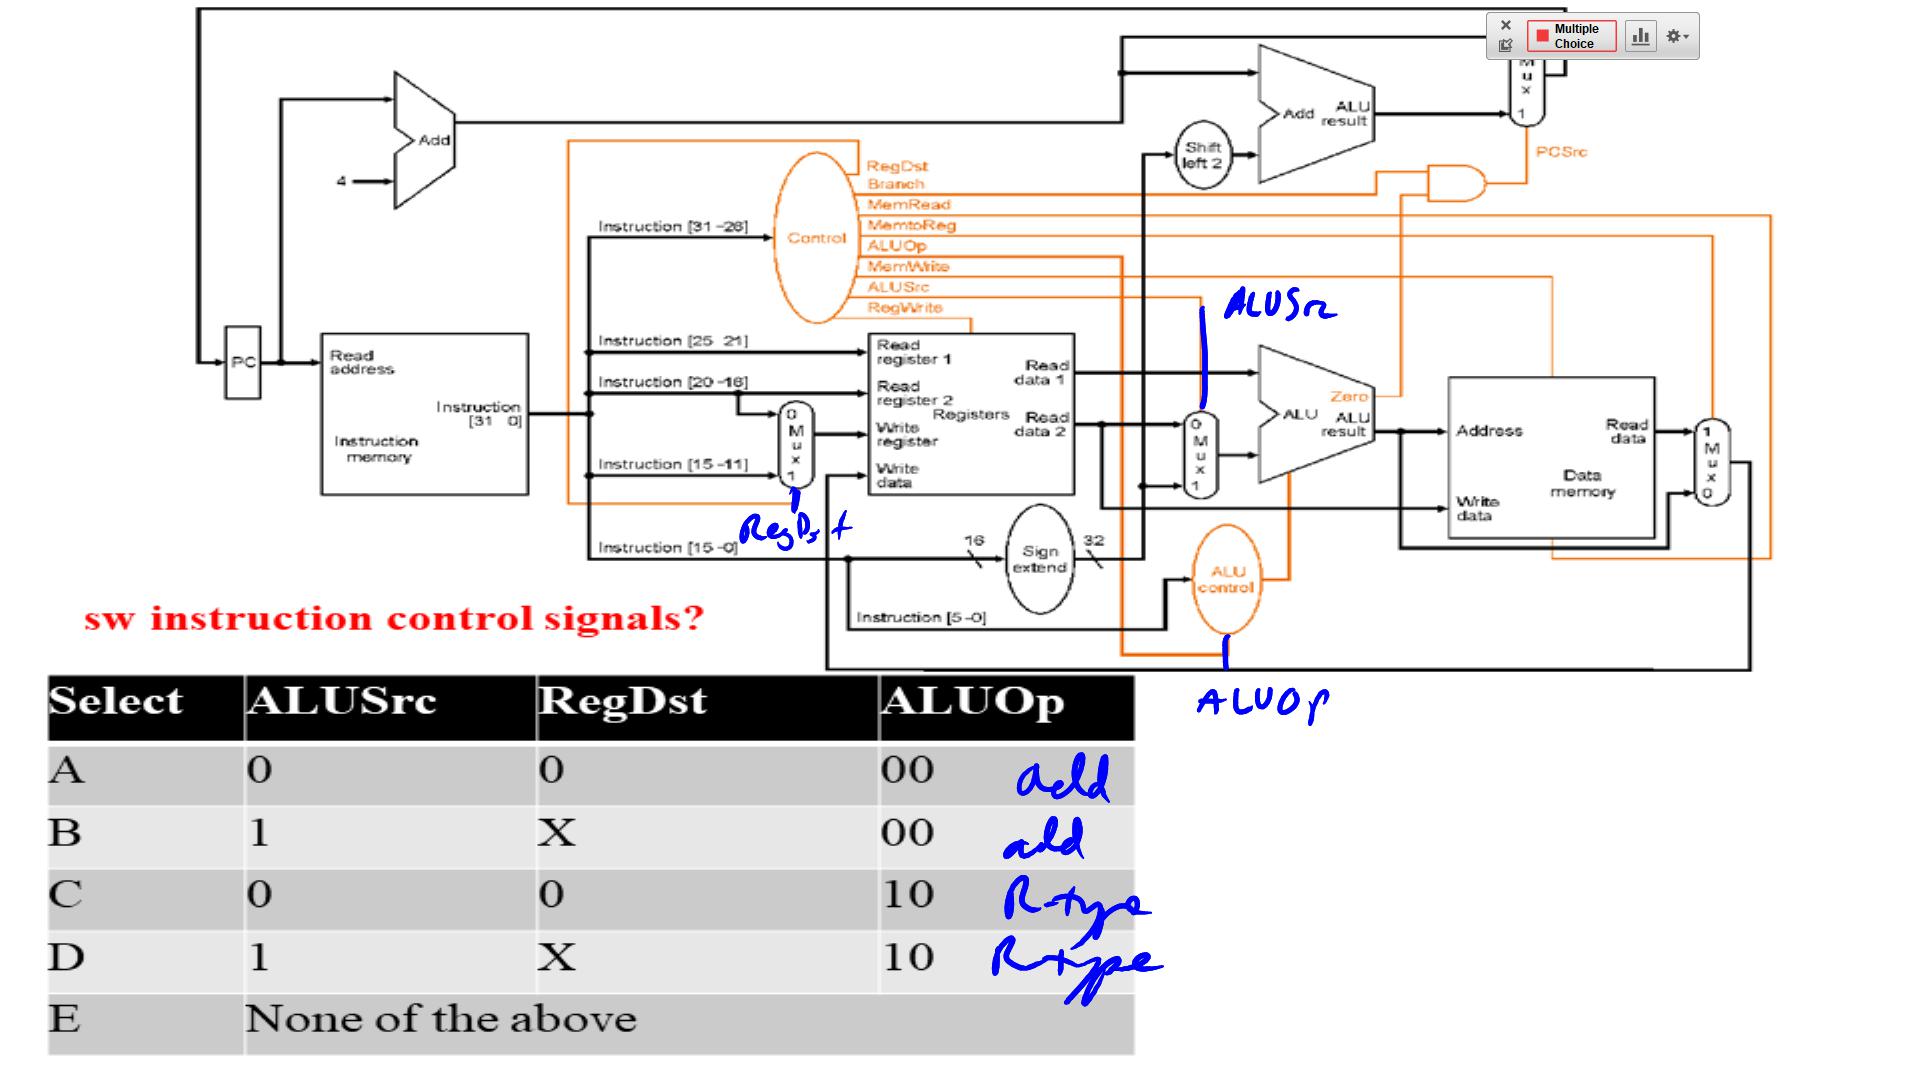 Multiple
Choice
M
u
x
1
Add
ALU
result
Add
4
Shift
left 2
PCSrc
RegDst
Branch
MemRead
MemtoReg
ALUOp
MemWrite
ALUSrc
RegWrite
Control
Instruction [31-26]
ALUSrc
PC
Read
address
Instruction
[31 0]
Instruction
memory
Instruction [25 21]
Instruction [20-16]
Instruction [15-11]
0
M
u
x
1
RegDst
Read
register 1
Read
register 2
Write
register
Write
data
Registers
Read
data 1
Read
data 2
0
M
u
x
1
Zero
ALU
ALU
result
Address
Write
data
Read
data
Data
memory
1
M
u
x
0
Instruction [15-0]
16
Sign
extend
32
ALU
control
Instruction [5-0]
ALUOp
sw instruction control signals?
Select ALUSrc RegDst ALUOp
A 0 0 00 add
B 1 X 00 add
C 0 0 10 R-type
D 1 X 10 R-type
E None of the above